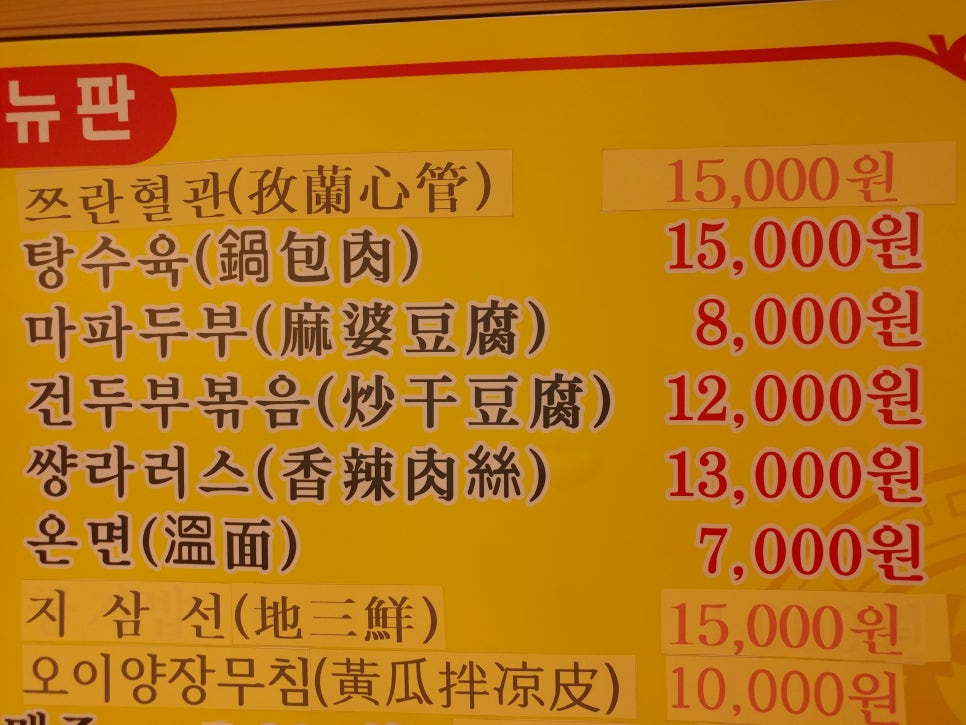 뉴판
쯔란혈관(孜蘭心管) 15,000원
탕수육(鍋包肉) 15,000원
마파두부(麻婆豆腐) 8,000원
건두부볶음(炒干豆腐) 12,000원
썅라러스(香辣肉絲) 13,000원
온면(溫面) 7,000원
지 삼 선(地三鮮) 15,000원
오이양장무침(黃瓜拌凉皮) 10,000원